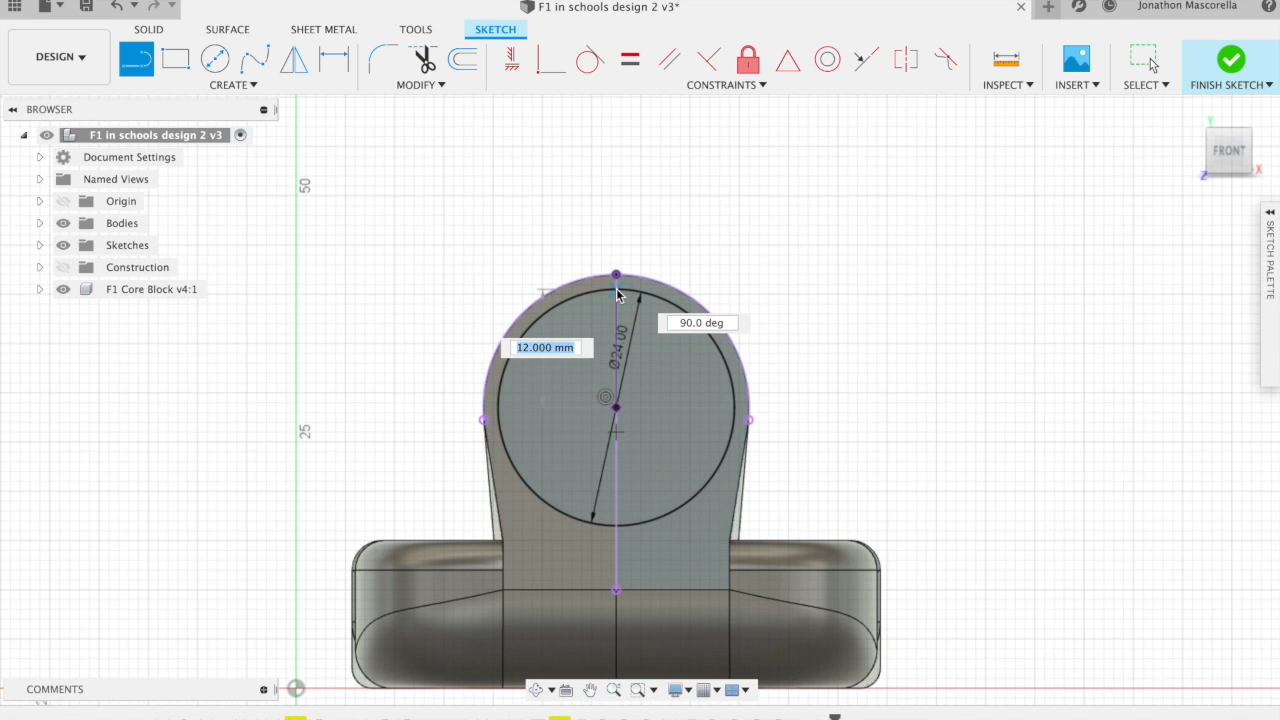 F1 in schools design 2 v3*
Jonathon Mascorella
SOLID
SURFACE
SHEET METAL
TOOLS
SKETCH
DESIGN
CREATE
MODIFY
CONSTRAINTS
INSPECT
INSERT
SELECT
FINISH SKETCH
BROWSER
F1 in schools design 2 v3
Document Settings
Named Views
Origin
Bodies
Sketches
Construction
F1 Core Block v4:1
50
25
Y
FRONT
X
Z
SKETCH PALETTE
90.0 deg
12.000 mm
Ø24.00
COMMENTS